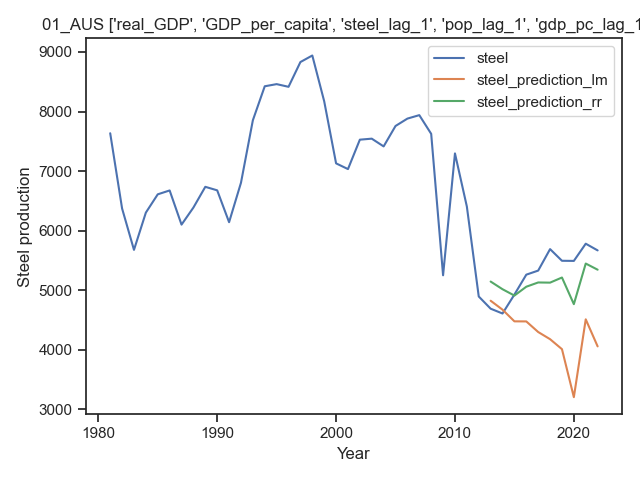 01_AUS ['real_GDP', 'GDP_per_capita', 'steel_lag_1', 'pop_lag_1', 'gdp_pc_lag_1
steel
steel_prediction_lm
steel_prediction_rr
9000
8000
7000
6000
5000
4000
3000
Steel production
1980
1990
2000
2010
2020
Year